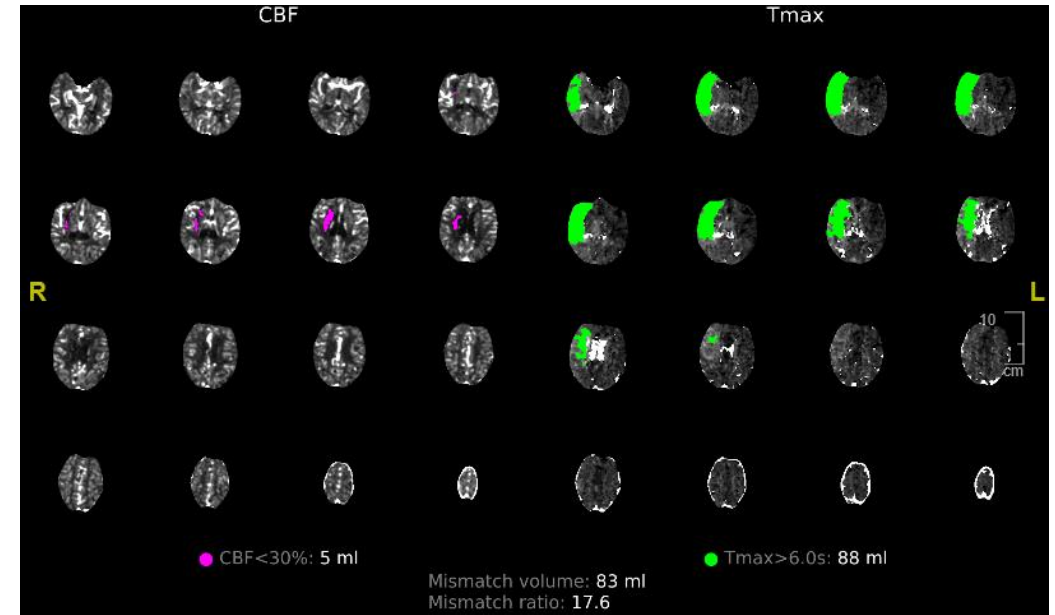 CBF
Tmax
R
L
10
cm
CBF<30%: 5 ml
Tmax>6.0s: 88 ml
Mismatch volume: 83 ml
Mismatch ratio: 17.6